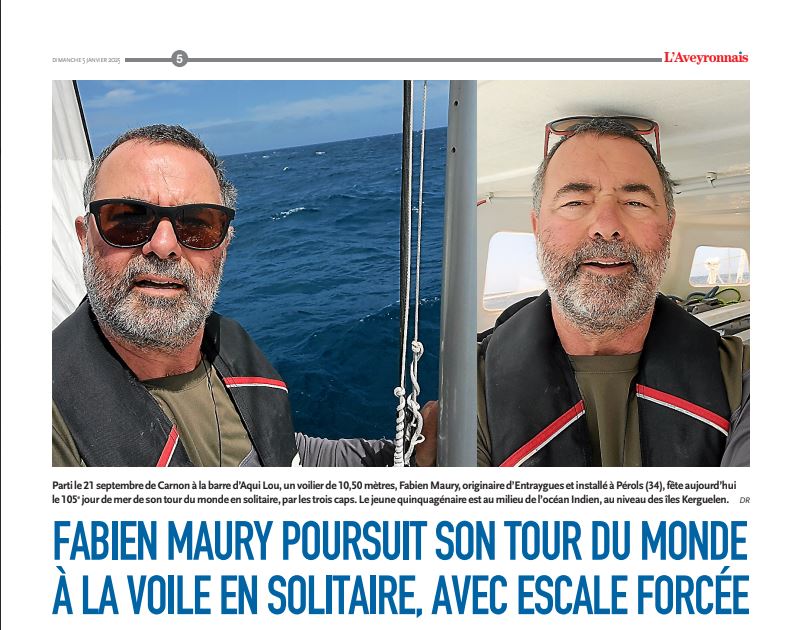 DIMANCHE 5 JANVIER 2025
5
L'Aveyronnais
Parti le 21 septembre de Carnon à la barre d'Aqui Lou, un voilier de 10,50 mètres, Fabien Maury, originaire d'Entraygues et installé à Pérols (34), fête aujourd'hui
le 105e jour de mer de son tour du monde en solitaire, par les trois caps. Le jeune quinquagénaire est au milieu de l'océan Indien, au niveau des îles Kerguelen. DR
FABIEN MAURY POURSUIT SON TOUR DU MONDE
À LA VOILE EN SOLITAIRE, AVEC ESCALE FORCÉE